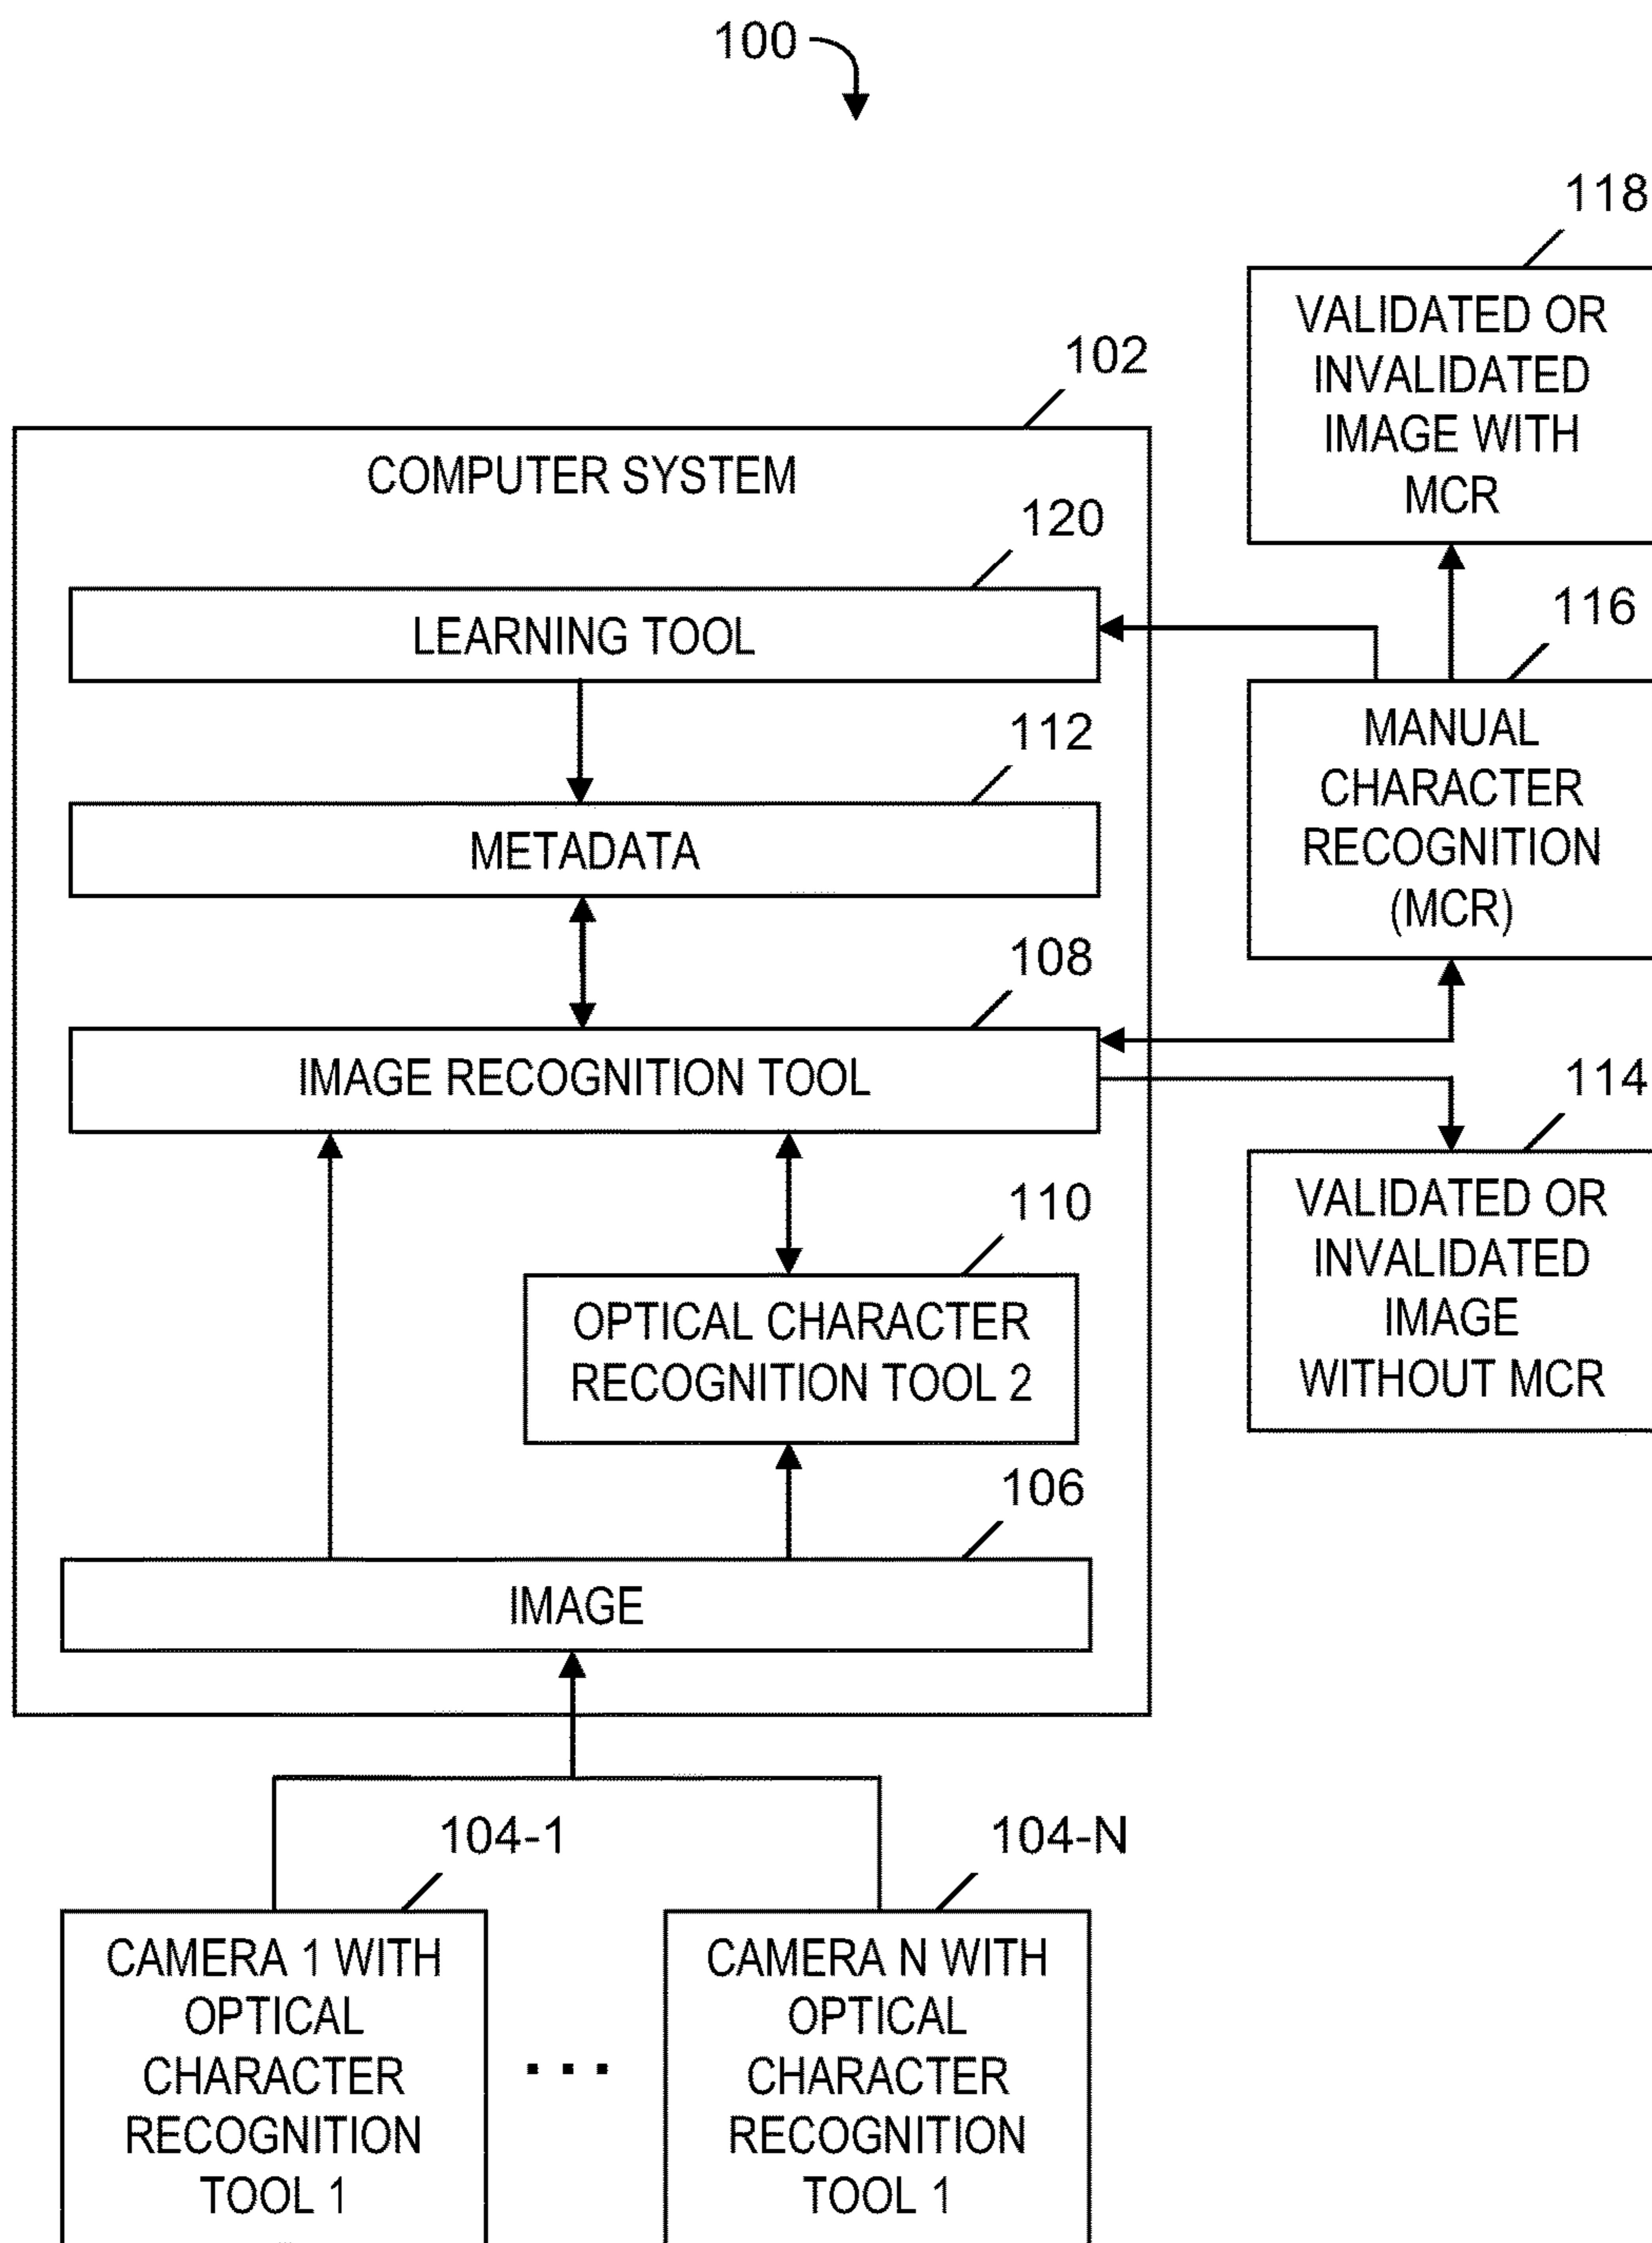 100
118
VALIDATED OR
INVALIDATED
IMAGE WITH
MCR
102
COMPUTER SYSTEM
120
LEARNING TOOL
116
MANUAL
CHARACTER
RECOGNITION
(MCR)
112
METADATA
108
IMAGE RECOGNITION TOOL
114
VALIDATED OR
INVALIDATED
IMAGE
WITHOUT MCR
110
OPTICAL CHARACTER
RECOGNITION TOOL 2
106
IMAGE
104-1
CAMERA 1 WITH
OPTICAL
CHARACTER
RECOGNITION
TOOL 1
...
104-N
CAMERA N WITH
OPTICAL
CHARACTER
RECOGNITION
TOOL 1